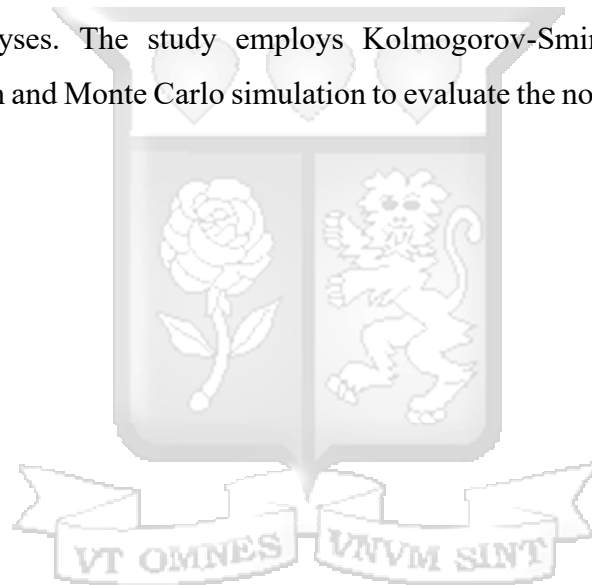 yses. The study employs Kolmogorov-Smir
and Monte Carlo simulation to evaluate the no
VT OMNES VNVM SINT